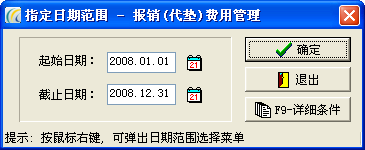 指定日期范围 - 报销(代垫)费用管理
起始日期： 2008.01.01 21
确定
截止日期： 2008.12.31 21
退出
F9-详细条件
提示: 按鼠标右键, 可弹出日期范围选择菜单